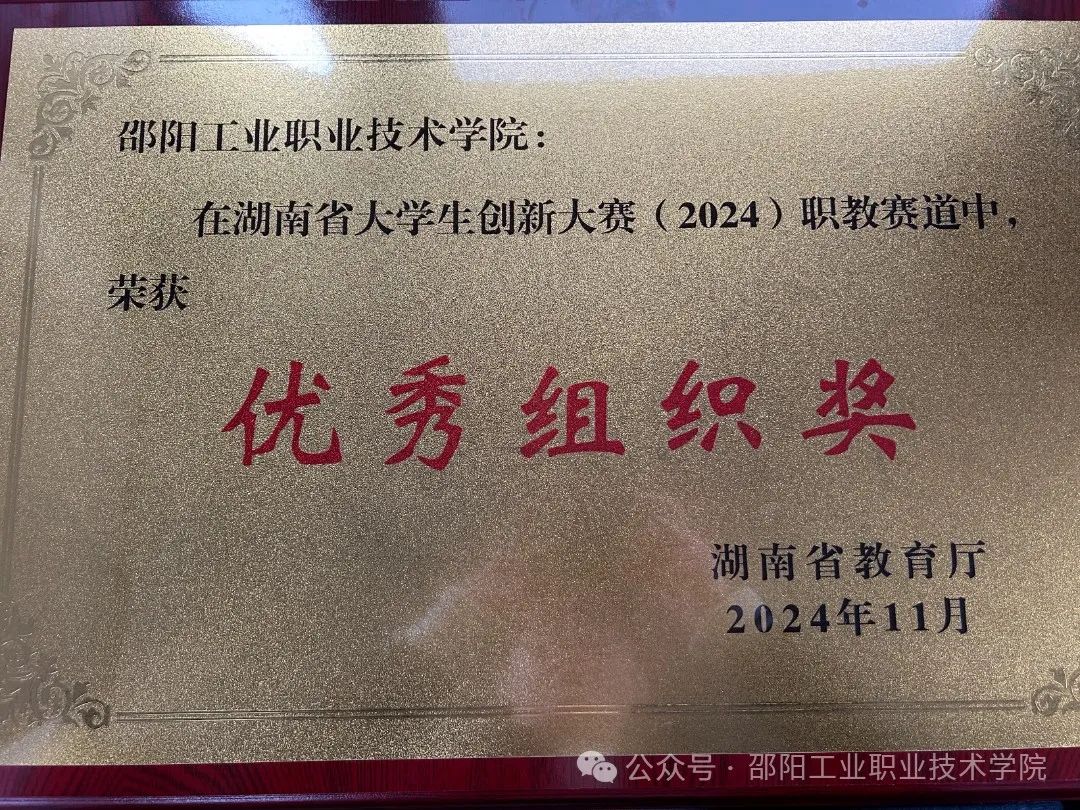 邵阳工业职业技术学院：
在湖南省大学生创新大赛（2024）职教赛道中，
荣获
优秀组织奖
湖南省教育厅
2024年11月
公众号·邵阳工业职业技术学院